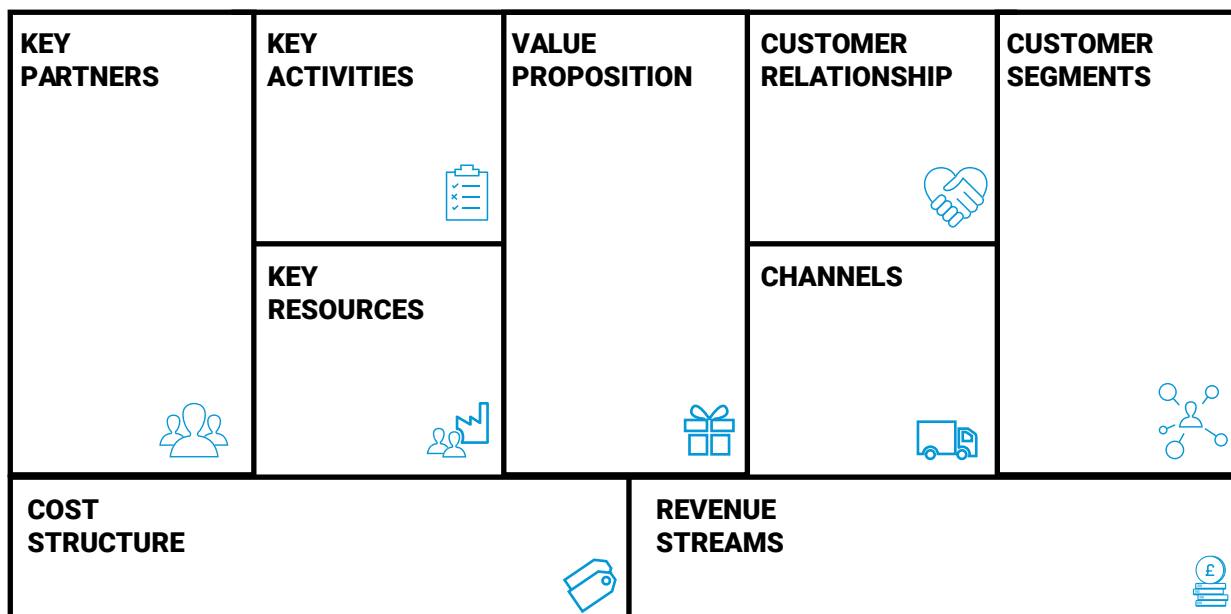 KEY
PARTNERS
KEY
ACTIVITIES
KEY
RESOURCES
VALUE
PROPOSITION
CUSTOMER
RELATIONSHIP
CHANNELS
CUSTOMER
SEGMENTS
COST
STRUCTURE
REVENUE
STREAMS
£